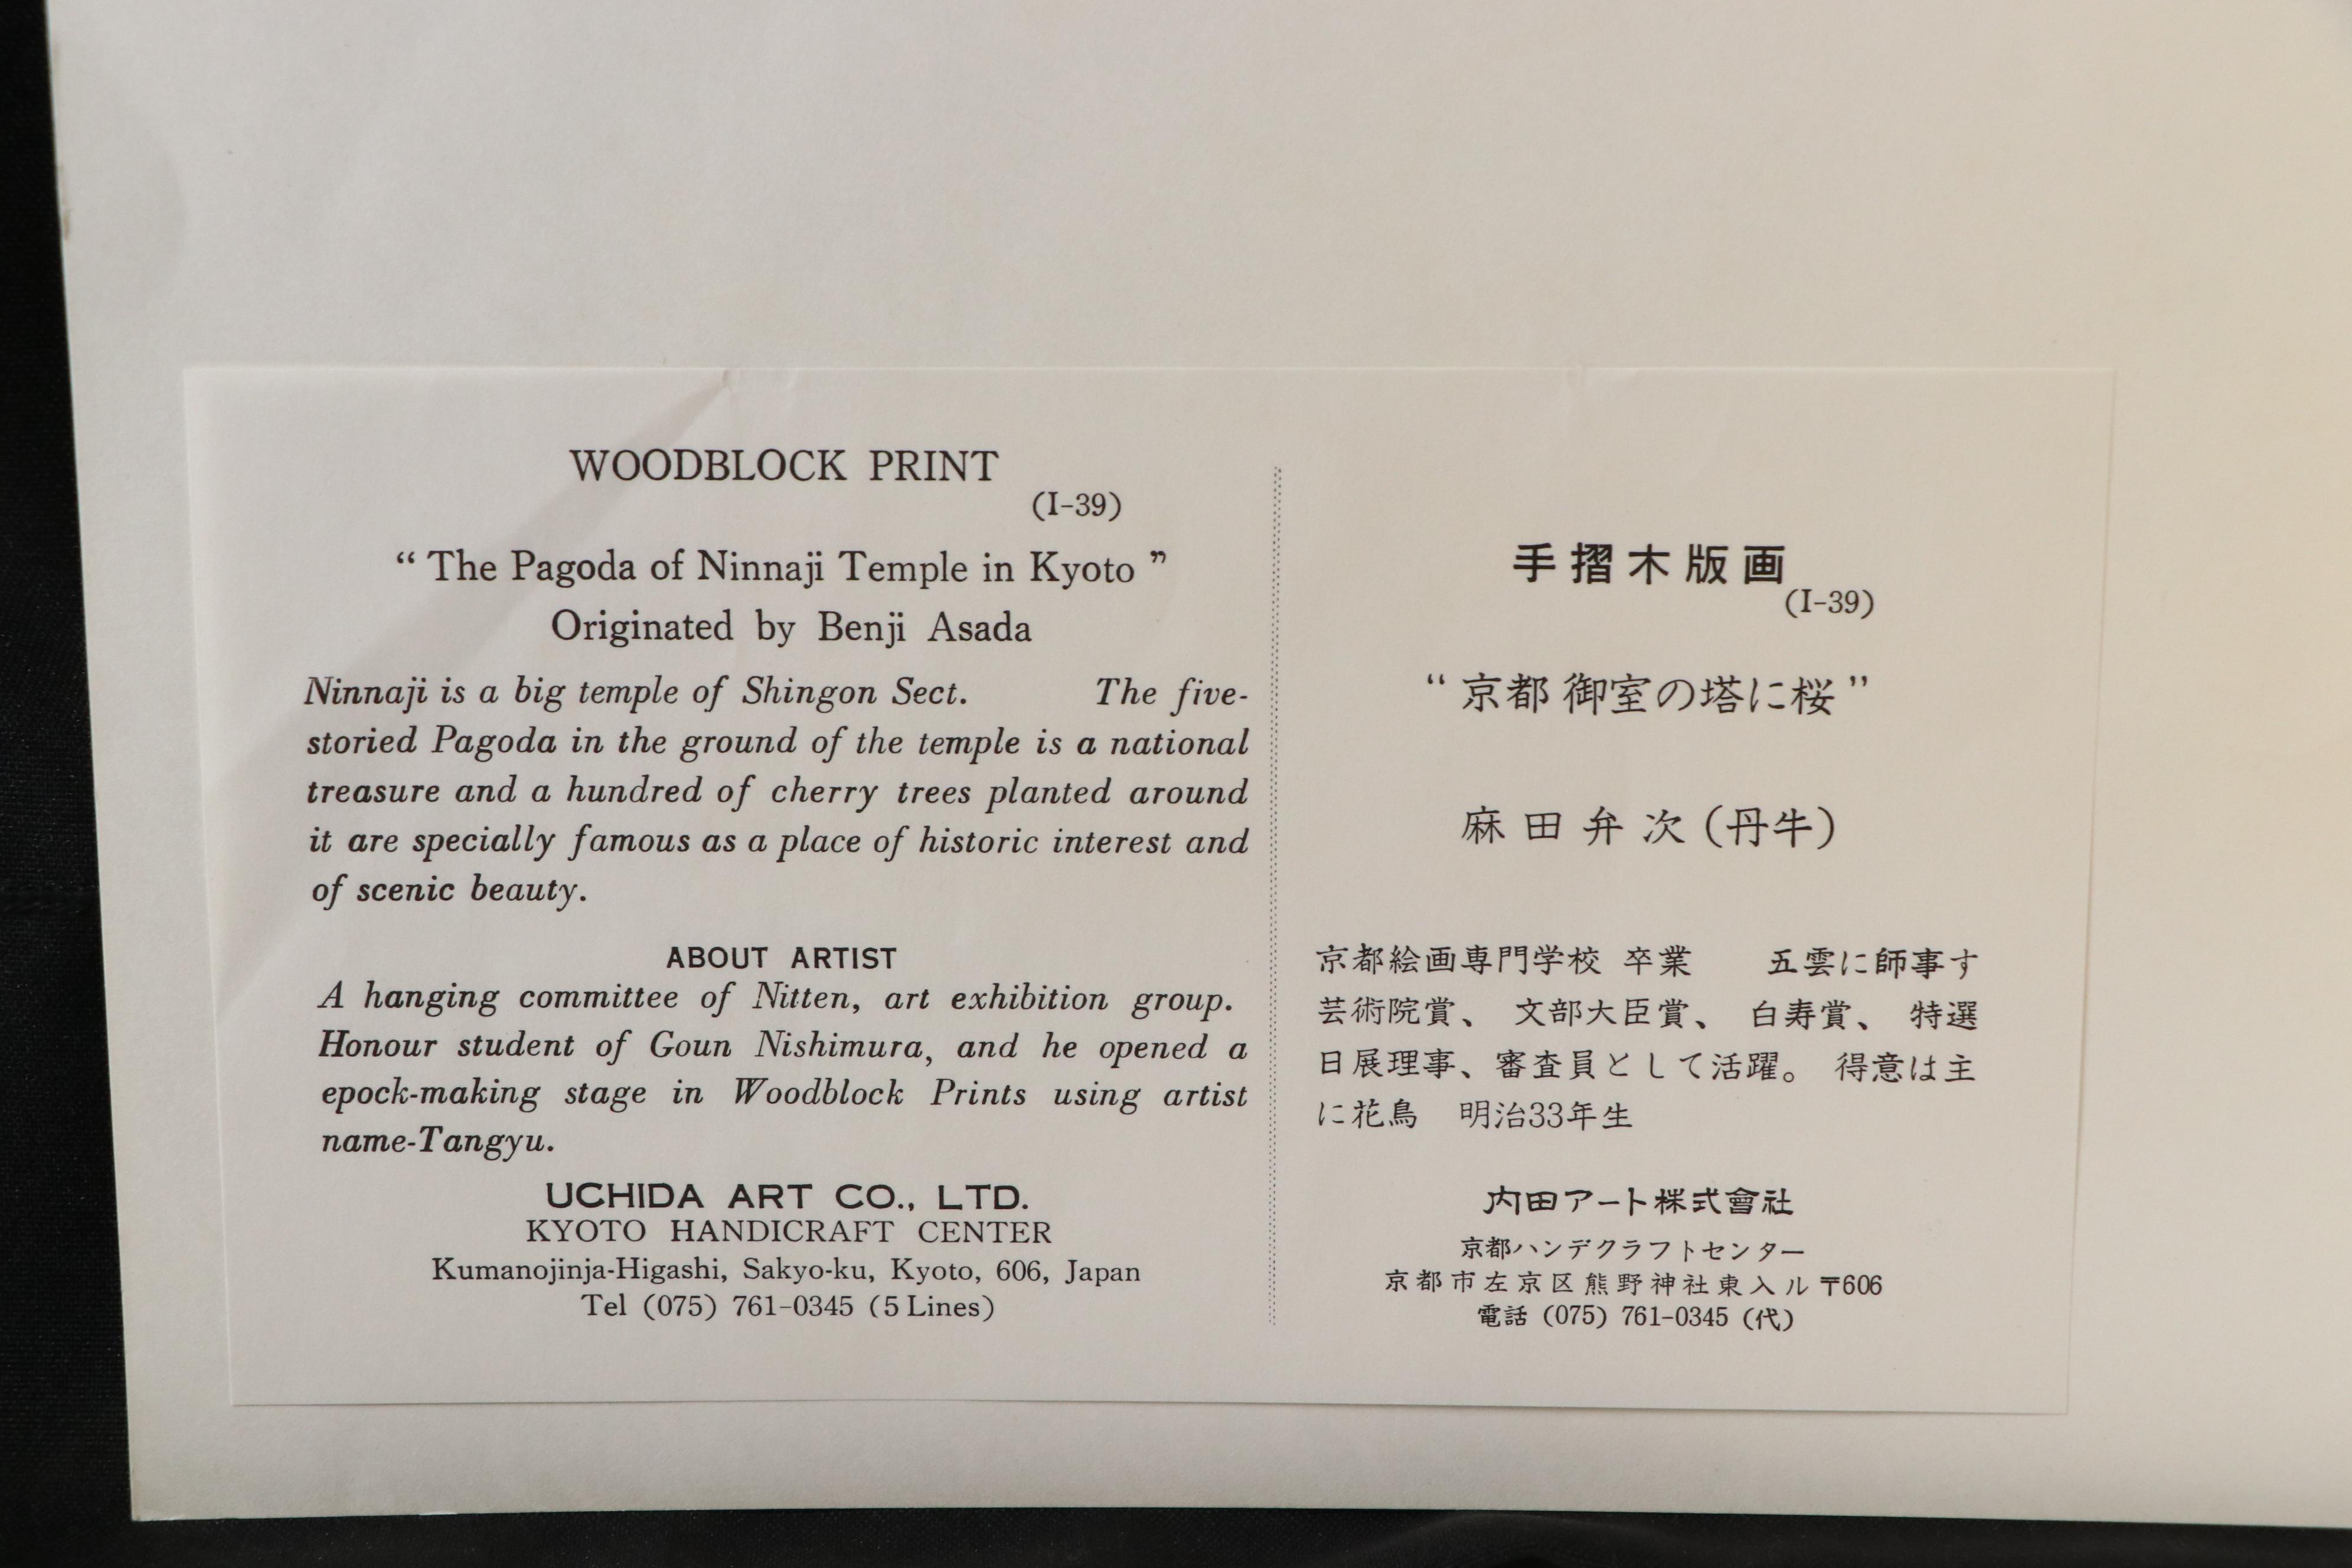 WOODBLOCK PRINT
(I-39)
“ The Pagoda of Ninnaji Temple in Kyoto ”
Originated by Benji Asada
Ninnaji is a big temple of Shingon Sect. The five-
storied Pagoda in the ground of the temple is a national
treasure and a hundred of cherry trees planted around
it are specially famous as a place of historic interest and
of scenic beauty.
ABOUT ARTIST
A hanging committee of Nitten, art exhibition group.
Honour student of Goun Nishimura, and he opened a
epock-making stage in Woodblock Prints using artist
name-Tangyu.
UCHIDA ART CO., LTD.
KYOTO HANDICRAFT CENTER
Kumanojinja-Higashi, Sakyo-ku, Kyoto, 606, Japan
Tel (075) 761-0345 (5 Lines)
手摺木版画
(I-39)
“京都 御室の塔に桜”
麻田弁次(丹牛)
京都絵画専門学校 卒業 五雲に師事す
芸術院賞、 文部大臣賞、 白寿賞、 特選
日展理事、審査員として活躍。 得意は主
に花鳥 明治33年生
内田アート株式會社
京都ハンデクラフトセンター
京都市左京区熊野神社東入ル〒606
電話 (075) 761-0345 (代)